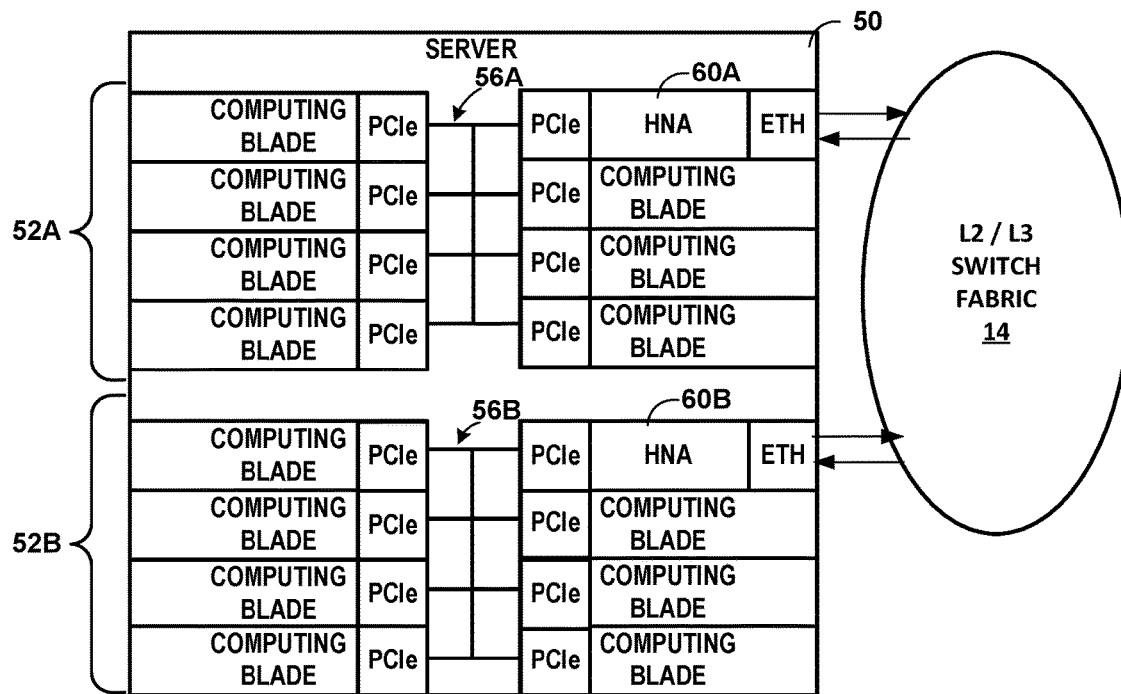 50
SERVER
56A
60A
COMPUTING
BLADE
PCIe
PCIe
HNA
ETH
COMPUTING
BLADE
PCIe
PCIe
COMPUTING
BLADE
52A
COMPUTING
BLADE
PCIe
PCIe
COMPUTING
BLADE
COMPUTING
BLADE
PCIe
PCIe
COMPUTING
BLADE
L2 / L3
SWITCH
FABRIC
14
56B
60B
COMPUTING
BLADE
PCIe
PCIe
HNA
ETH
52B
COMPUTING
BLADE
PCIe
PCIe
COMPUTING
BLADE
COMPUTING
BLADE
PCIe
PCIe
COMPUTING
BLADE
COMPUTING
BLADE
PCIe
PCIe
COMPUTING
BLADE